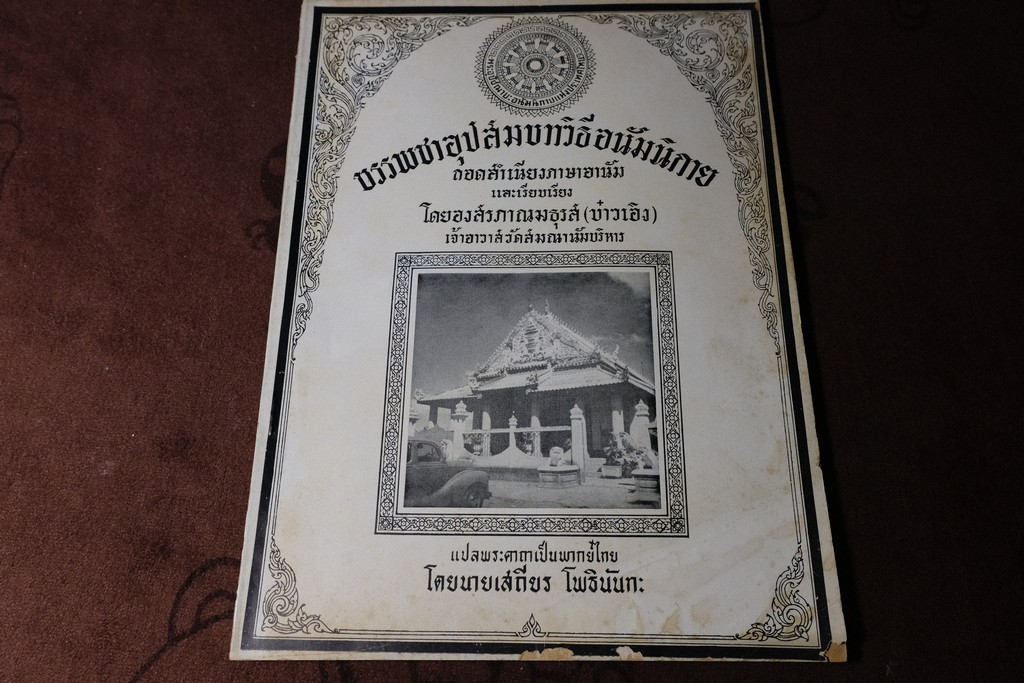 บรรพชาอุปสมบทวิธีอนัมนิกาย
ถอดสำเนียงภาษาอานัม
และเรียบเรียง
โดยองสรภาณมธุรส (บ๋าวเอิง)
เจ้าอาวาสวัดสมณานัมบริหาร
แปลพระคาถาเป็นพากย์ไทย
โดยนายเสถียร โพธินันทะ